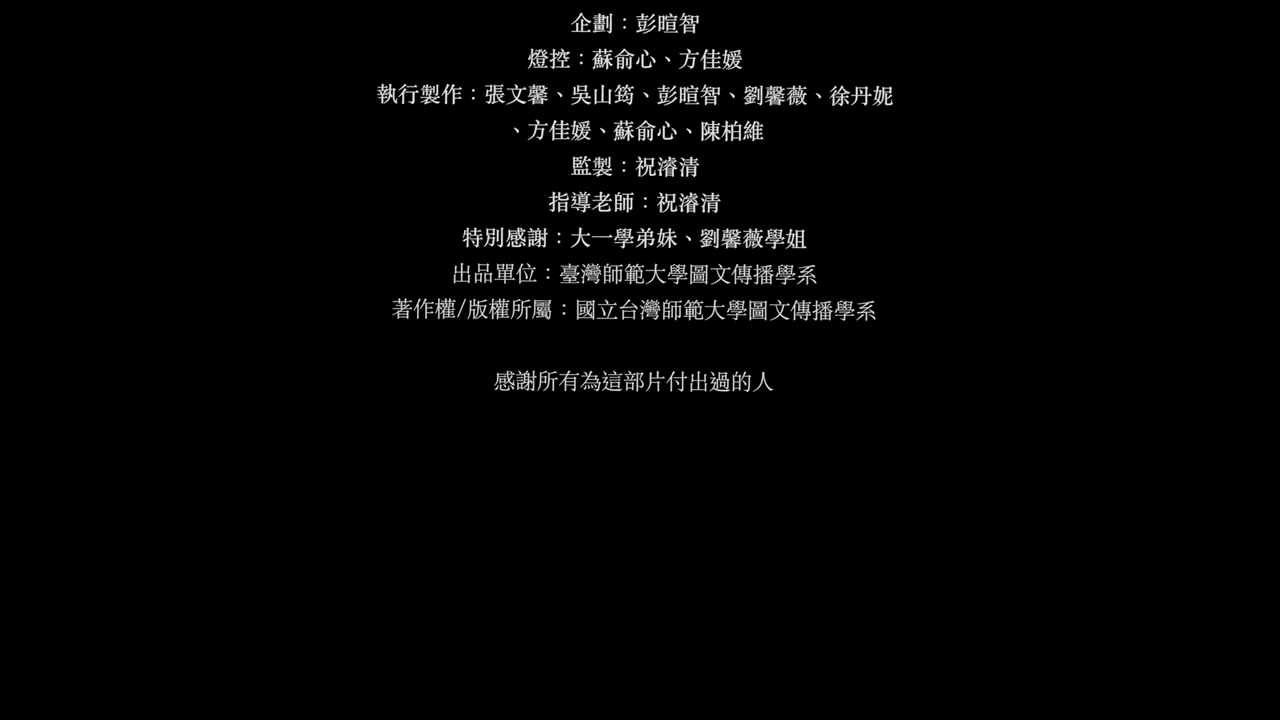 企劃：彭暄智
燈控：蘇俞心、方佳媛
執行製作：張文馨、吳山筠、彭暄智、劉馨薇、徐丹妮
、方佳媛、蘇俞心、陳柏維
監製：祝濬清
指導老師：祝濬清
特別感謝：大一學弟妹、劉馨薇學姐
出品單位：臺灣師範大學圖文傳播學系
著作權/版權所屬：國立台灣師範大學圖文傳播學系
感謝所有為這部片付出過的人